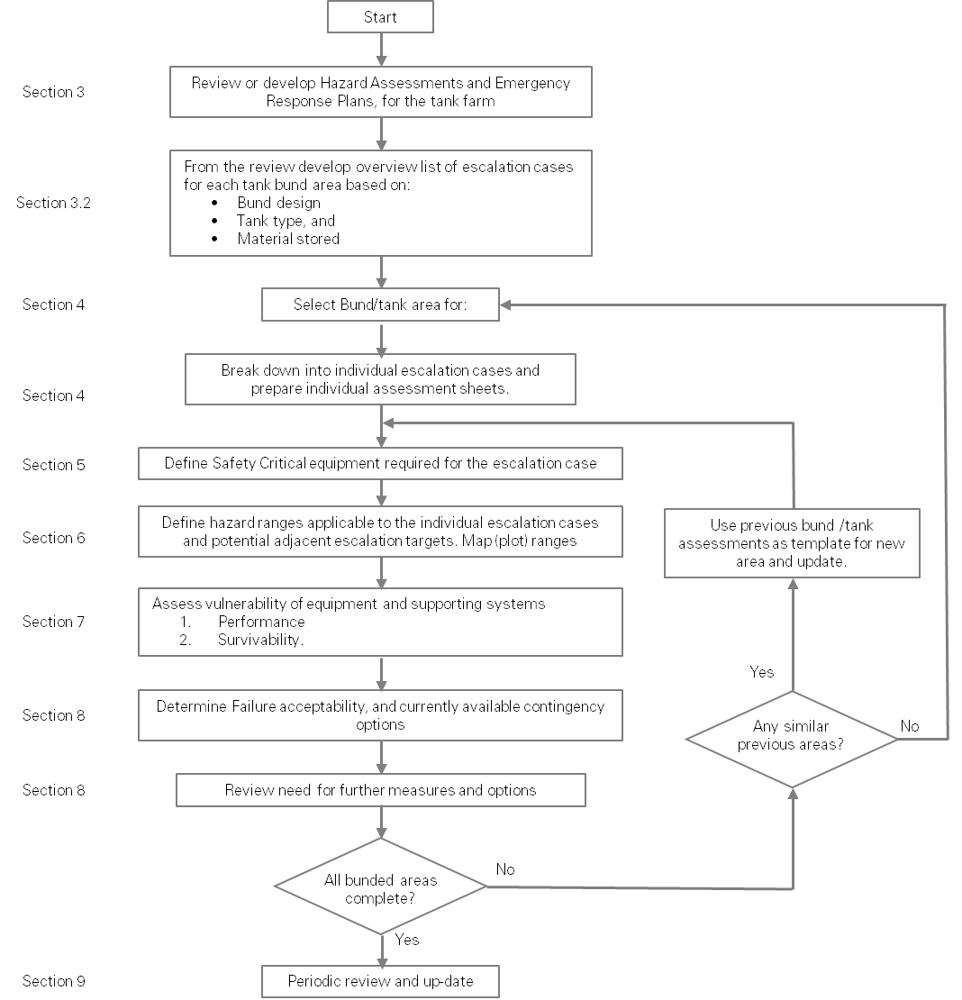 Start
Section 3
Review or develop Hazard Assessments and Emergency
Response Plans, for the tank farm
Section 3.2
From the review develop overview list of escalation cases
for each tank bund area based on:
• Bund design
• Tank type, and
• Material stored
Section 4
Select Bund/tank area for:
Section 4
Break down into individual escalation cases and
prepare individual assessment sheets.
Section 5
Define Safety Critical equipment required for the escalation case
Section 6
Define hazard ranges applicable to the individual escalation cases
and potential adjacent escalation targets. Map (plot) ranges
Use previous bund /tank
assessments as template for new
area and update.
Section 7
Assess vulnerability of equipment and supporting systems
1. Performance
2. Survivability.
Yes
Section 8
Determine Failure acceptability, and currently available contingency
options
Any similar
previous areas?
No
Section 8
Review need for further measures and options
All bunded areas
complete?
No
Yes
Section 9
Periodic review and up-date